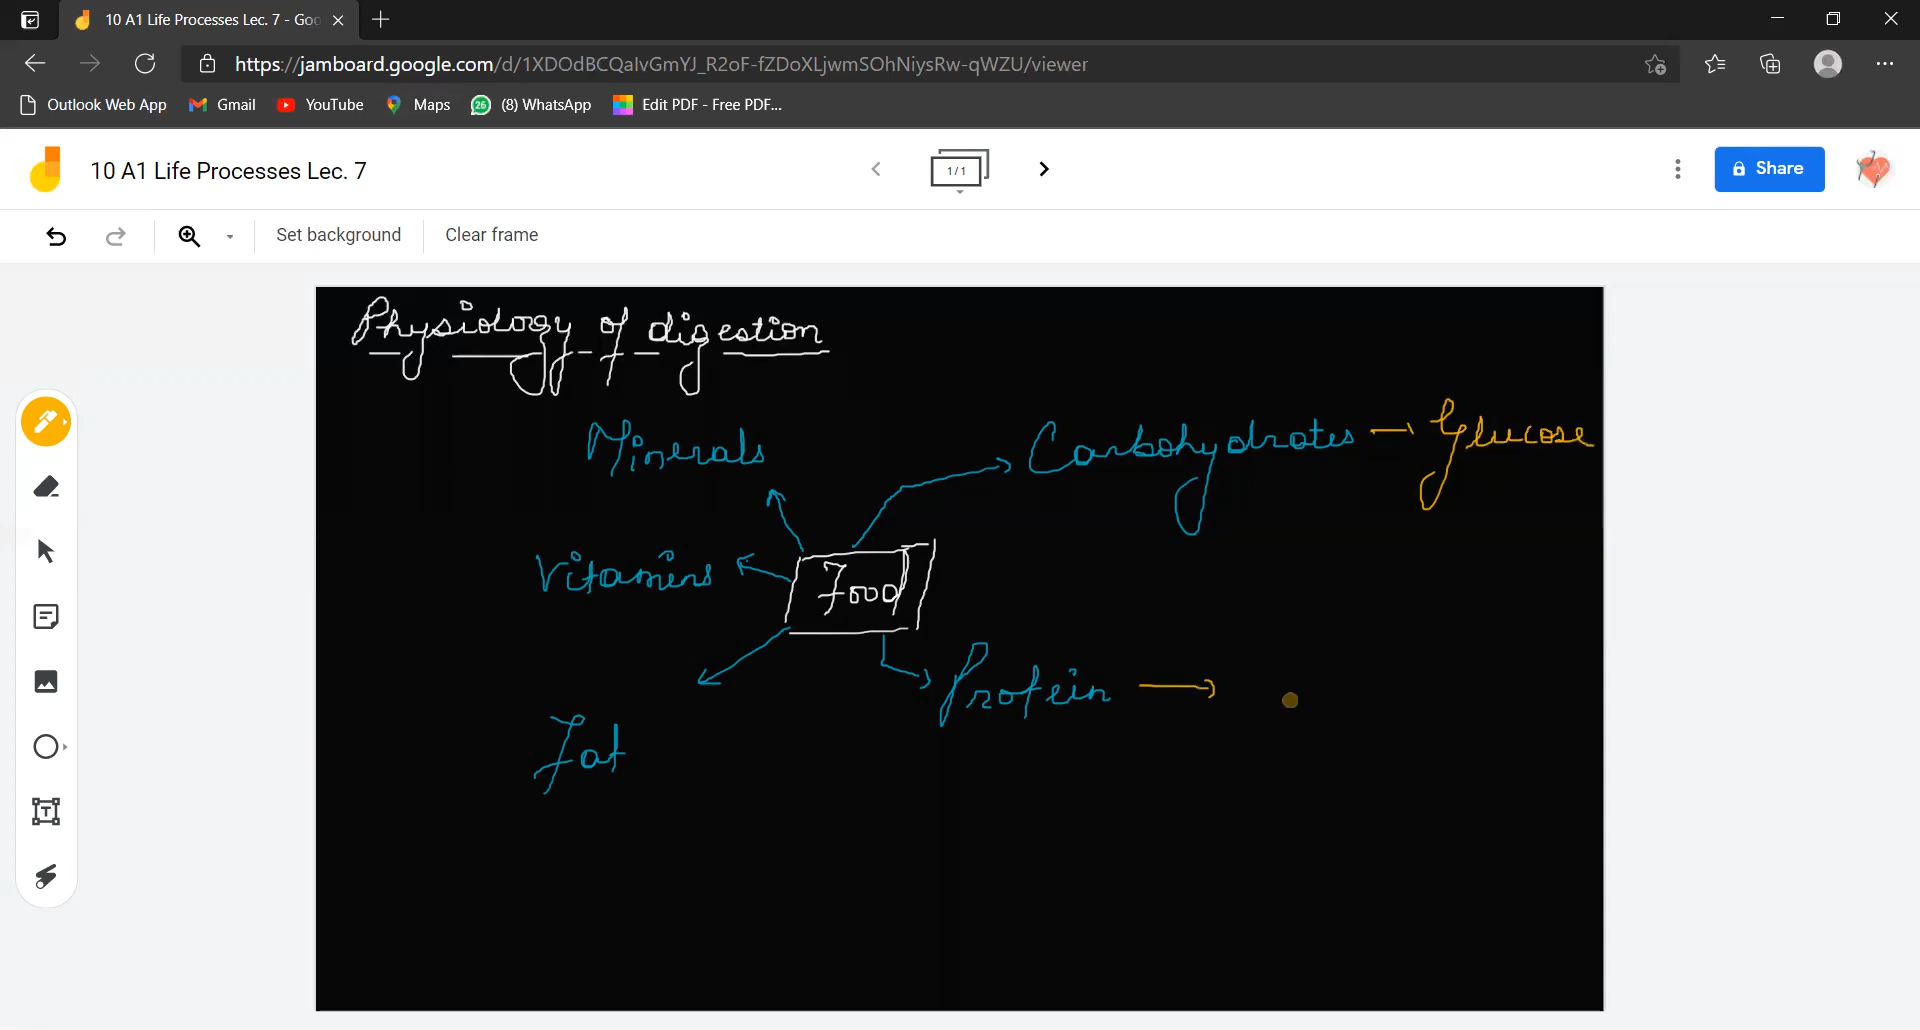 10 A1 Life Processes Lec. 7 - Goo
https://jamboard.google.com/d/1XDOdBCQaIvGmYJ_R2oF-fZDoXLjwmSOhNiysRw-qWZU/viewer
Outlook Web App Gmail YouTube Maps 26 (8) WhatsApp Edit PDF - Free PDF...
10 A1 Life Processes Lec. 7 1/1 Share
Set background Clear frame
Physiology of digestion
Minerals Carbohydrates → Glucose
Vitamins Food
Protein →
Fat